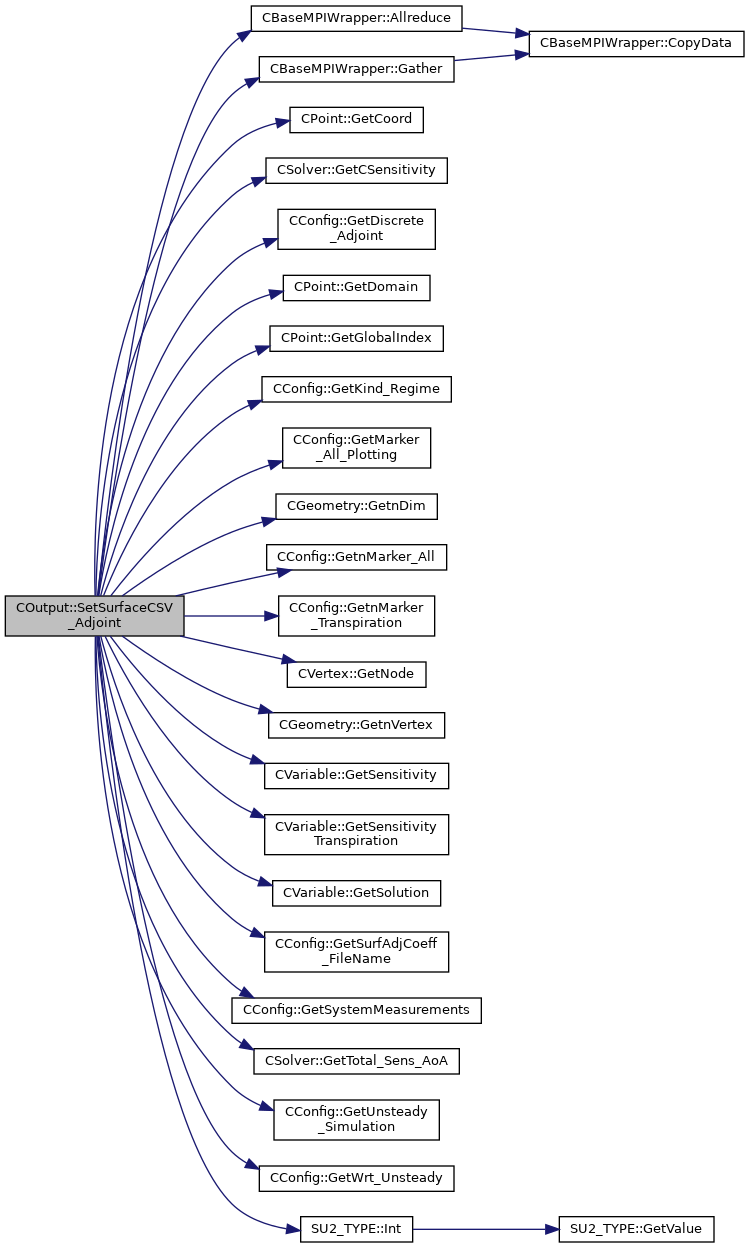 CBaseMPIWrapper::Allreduce
CBaseMPIWrapper::CopyData
CBaseMPIWrapper::Gather
CPoint::GetCoord
CSolver::GetCSensitivity
CConfig::GetDiscrete
_Adjoint
CPoint::GetDomain
CPoint::GetGlobalIndex
CConfig::GetKind_Regime
CConfig::GetMarker
_All_Plotting
CGeometry::GetnDim
CConfig::GetnMarker_All
COutput::SetSurfaceCSV
_Adjoint
CConfig::GetnMarker
_Transpiration
CVertex::GetNode
CGeometry::GetnVertex
CVariable::GetSensitivity
CVariable::GetSensitivity
Transpiration
CVariable::GetSolution
CConfig::GetSurfAdjCoeff
_FileName
CConfig::GetSystemMeasurements
CSolver::GetTotal_Sens_AoA
CConfig::GetUnsteady
_Simulation
CConfig::GetWrt_Unsteady
SU2_TYPE::Int
SU2_TYPE::GetValue